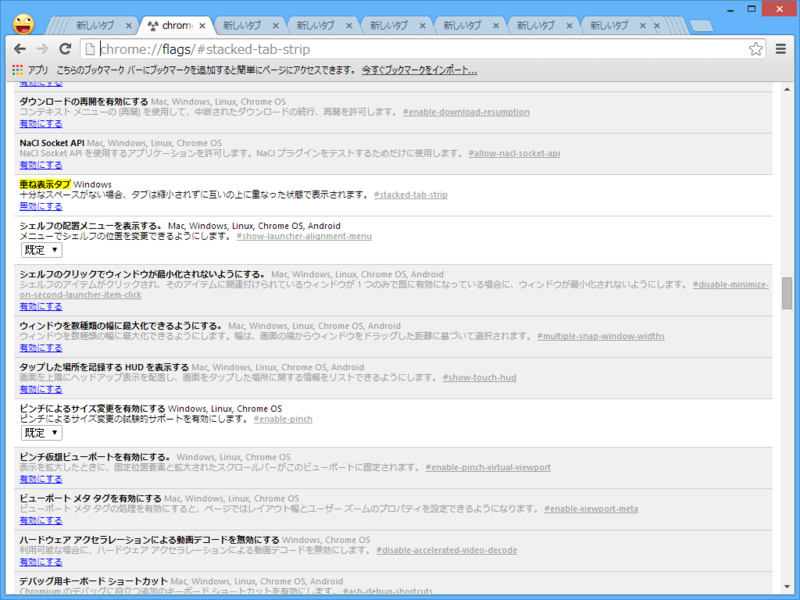 新しいタブ
chrom
新しいタブ
新しいタブ
新しいタブ
新しいタブ
新しいタブ
新しいタブ
chrome://flags/#stacked-tab-strip
アプリ こちらのブックマーク バーにブックマークを追加すると簡単にページにアクセスできます。 今すぐブックマークをインポート...
有効にする
ダウンロードの再開を有効にする Mac, Windows, Linux, Chrome OS
コンテキスト メニューの [再開] を使用して、中断されたダウンロードの続行、再開を許可します。 #enable-download-resumption
有効にする
NaCl Socket API Mac, Windows, Linux, Chrome OS
NaCl Socket API を使用するアプリケーションを許可します。NaCl プラグインをテストするためだけに使用します。 #allow-nacl-socket-api
有効にする
重ね表示タブ Windows
十分なスペースがない場合、タブは縮小されずに互いの上に重なった状態で表示されます。 #stacked-tab-strip
無効にする
シェルフの配置メニューを表示する。 Mac, Windows, Linux, Chrome OS, Android
メニューでシェルフの位置を変更できるようにします。 #show-launcher-alignment-menu
既定
シェルフのクリックでウィンドウが最小化されないようにする。 Mac, Windows, Linux, Chrome OS, Android
シェルフのアイテムがクリックされ、そのアイテムに関連付けられているウィンドウが 1 つのみで既に有効になっている場合に、ウィンドウが最小化されないようにします。 #disable-minimize-
on-second-launcher-item-click
有効にする
ウィンドウを数種類の幅に最大化できるようにする。 Mac, Windows, Linux, Chrome OS, Android
ウィンドウを数種類の幅に最大化できるようにします。幅は、画面の端からウィンドウをドラッグした距離に基づいて選択されます。 #multiple-snap-window-widths
有効にする
タップした場所を記録する HUD を表示する Mac, Windows, Linux, Chrome OS, Android
画面左上端にヘッドアップ表示を配置し、画面をタップした場所に関する情報をリストできるようにします。 #show-touch-hud
有効にする
ピンチによるサイズ変更を有効にする Windows, Linux, Chrome OS
ピンチによるサイズ変更の試験的サポートを有効にします。 #enable-pinch
既定
ピンチ仮想ビューポートを有効にする。 Windows, Linux, Chrome OS
表示を拡大したときに、固定位置要素と拡大されたスクロールバーがこのビューポートに固定されます。 #enable-pinch-virtual-viewport
有効にする
ビューポート メタ タグを有効にする Mac, Windows, Linux, Chrome OS
ビューポート メタ タグの処理を有効にすると、ページではレイアウト幅とユーザー ズームのプロパティを設定できるようになります。 #enable-viewport-meta
有効にする
ハードウェア アクセラレーションによる動画デコードを無効にする Windows, Chrome OS
利用可能な場合に、ハードウェア アクセラレーションによる動画デコードを無効にします。 #disable-accelerated-video-decode
有効にする
デバッグ用キーボード ショートカット Mac, Windows, Linux, Chrome OS, Android
Chromium のデバッグに役立つ追加のキーボード ショートカットを有効にします。 #ash-debug-shortcuts